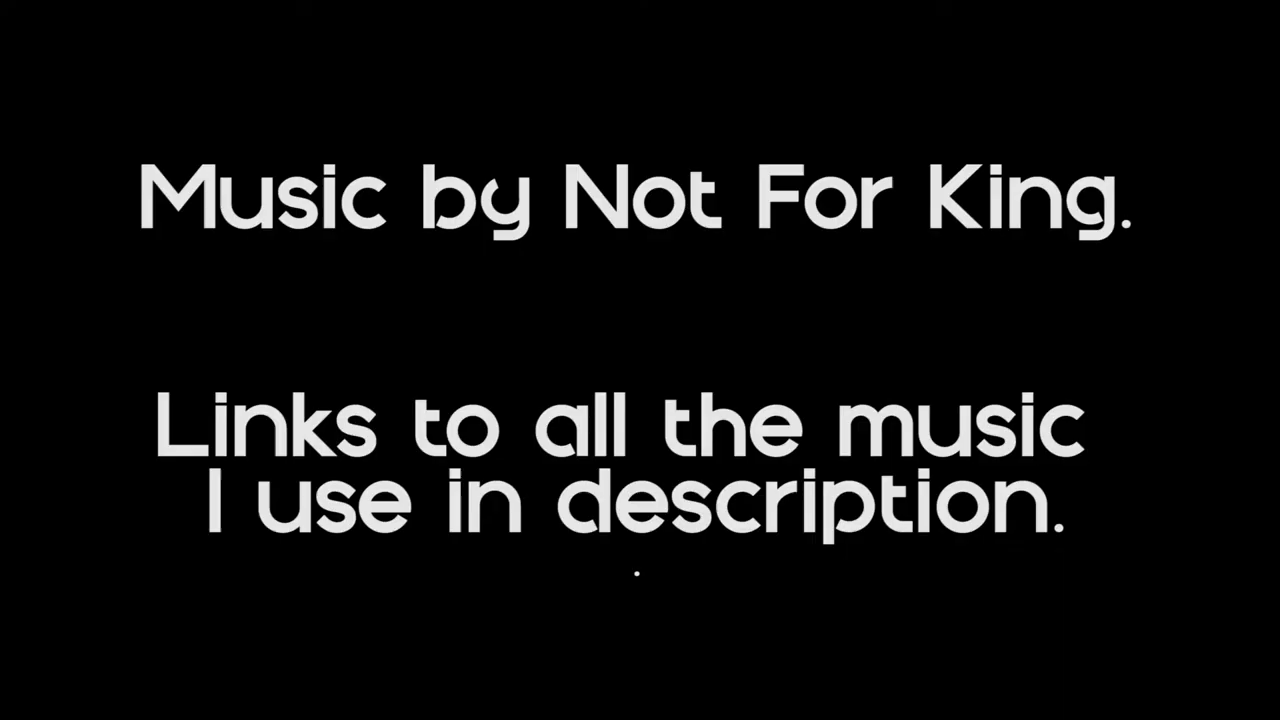 Music by Not For King.
Links to all the music
I use in description.
.